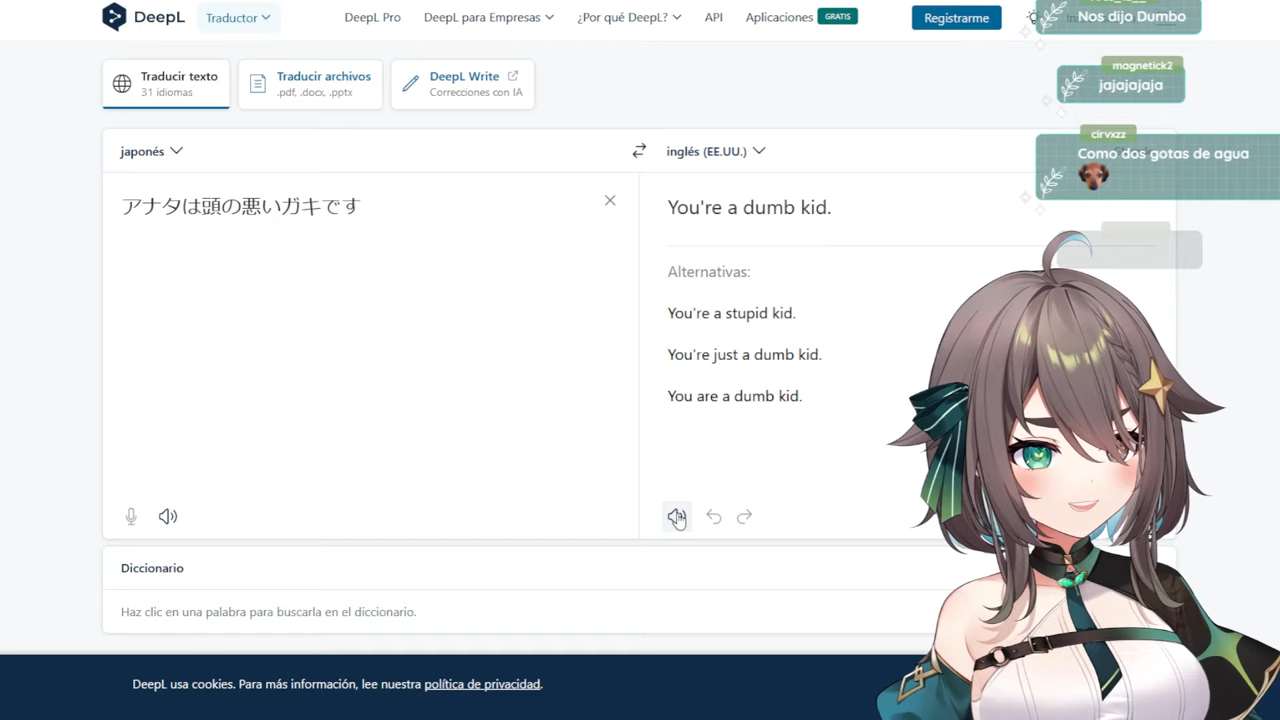 DeepL
Traductor
DeepL Pro
DeepL para Empresas
¿Por qué DeepL?
API
Aplicaciones
GRATIS
Registrarme
Nos dijo Dumbo
magnetick2
jajajajaja
cirvxzz
Como dos gotas de agua
Traducir texto
31 idiomas
Traducir archivos
.pdf, .docx, .pptx
DeepL Write
Correcciones con IA
japonés
inglés (EE.UU.)
アナタは頭の悪いガキです
You're a dumb kid.
Alternativas:
You're a stupid kid.
You're just a dumb kid.
You are a dumb kid.
Diccionario
Haz clic en una palabra para buscarla en el diccionario.
DeepL usa cookies. Para más información, lee nuestra política de privacidad.